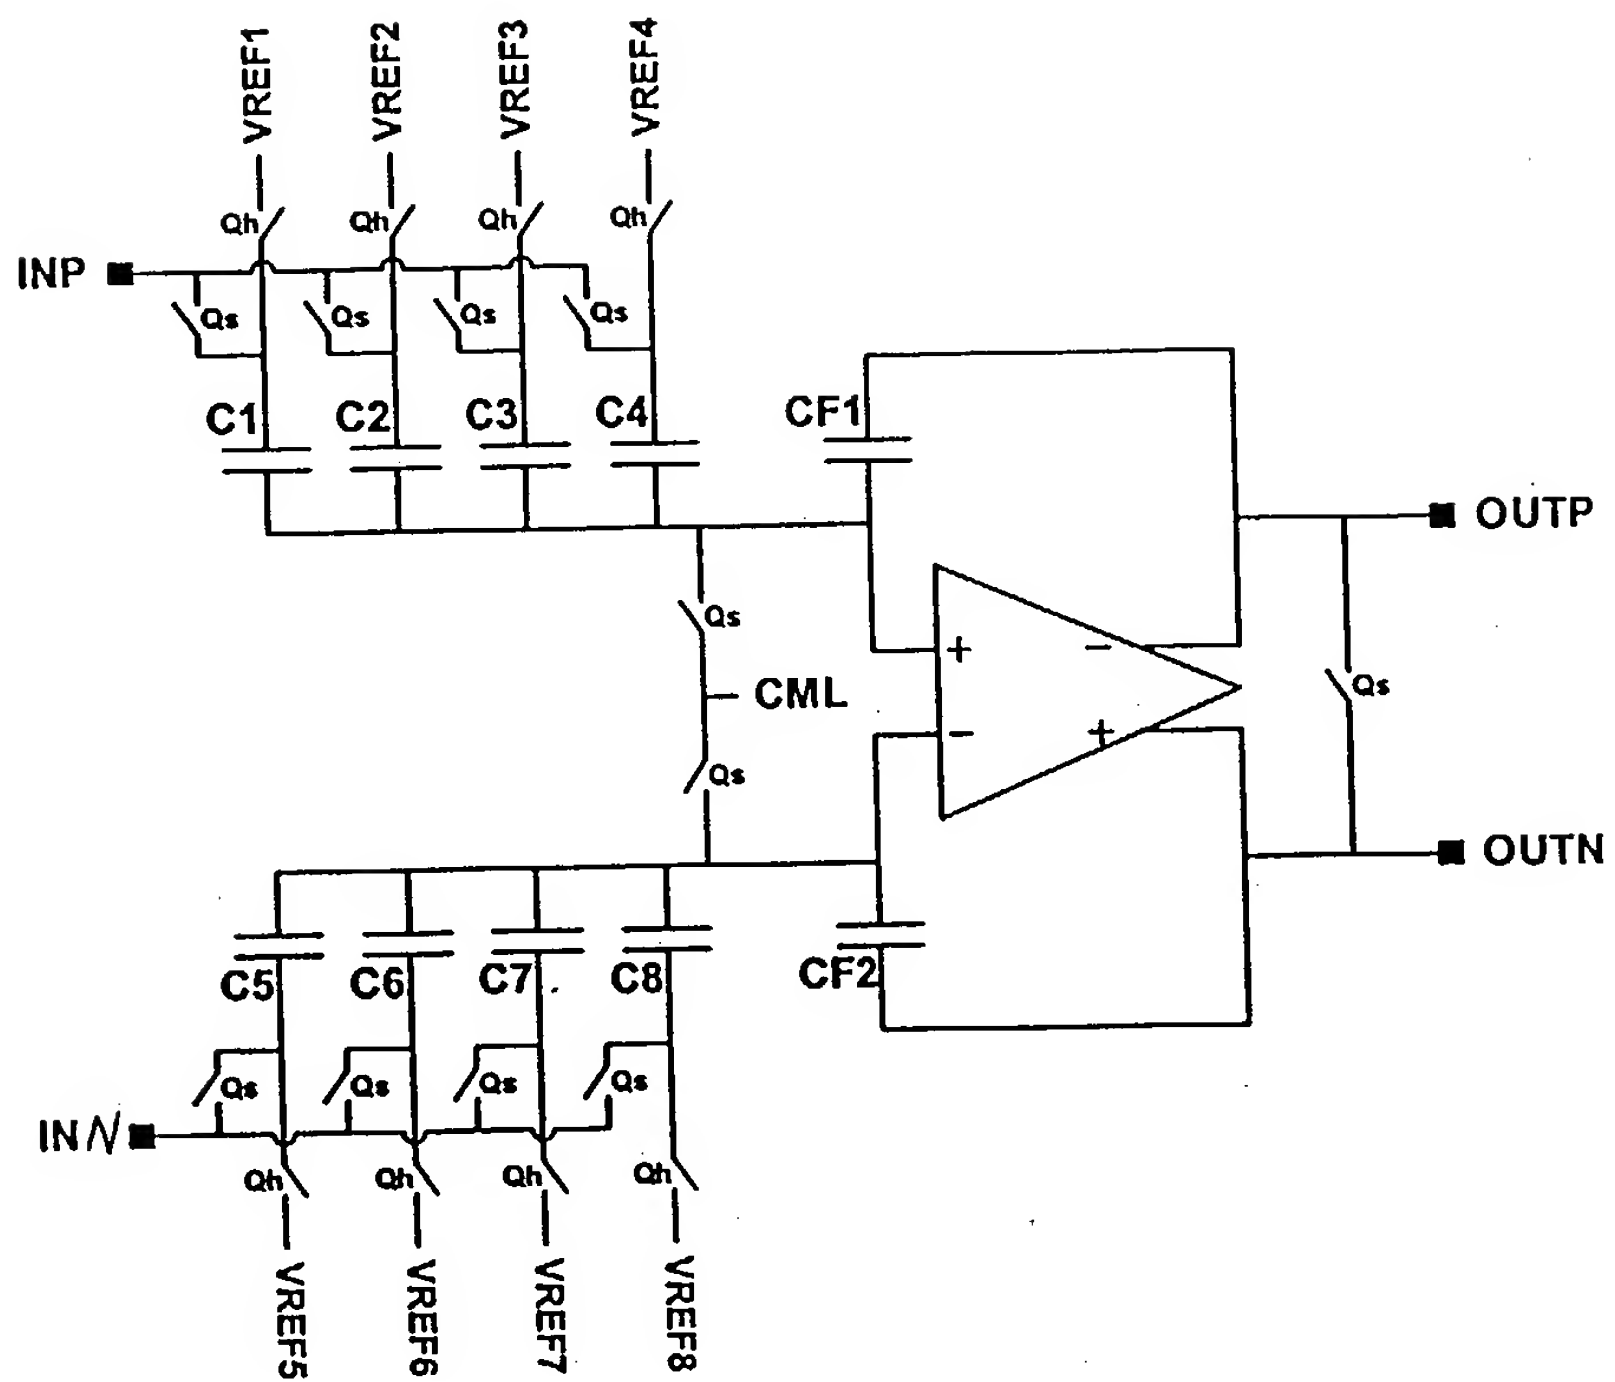 VREF1 VREF2 VREF3 VREF4
Qh Qh Qh Qh
INP
Qs Qs Qs Qs
C1 C2 C3 C4 CF1
OUTP
Qs
+ −
CML Qs
− +
Qs
OUTN
C5 C6 C7 C8 CF2
Qs Qs Qs Qs
INN
Qh Qh Qh Qh
VREF5 VREF6 VREF7 VREF8